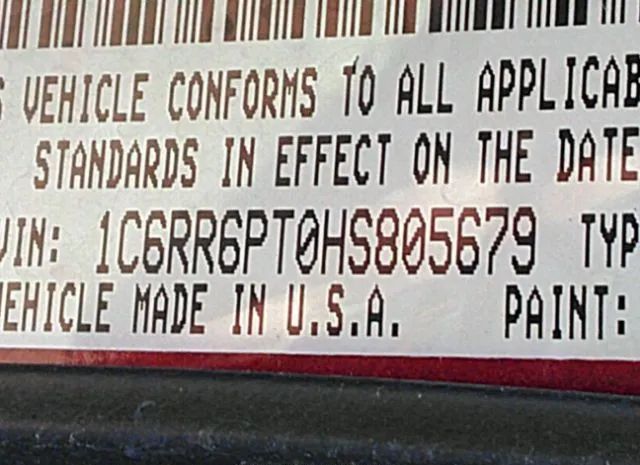 VEHICLE CONFORMS TO ALL APPLICAB
STANDARDS IN EFFECT ON THE DATE
VIN: 1C6RR6PT0HS805679 TYP
VEHICLE MADE IN U.S.A. PAINT: